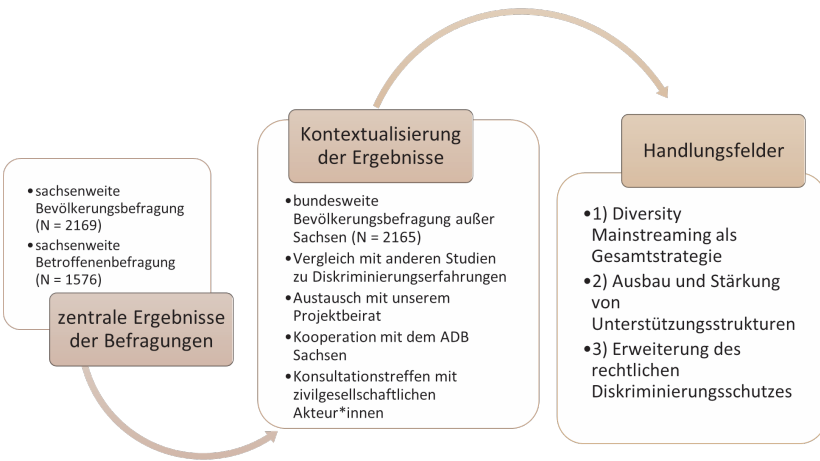 •sachsenweite
Bevölkerungsbefragung
(N = 2169)
•sachsenweite
Betroffenenbefragung
(N = 1576)
zentrale Ergebnisse
der Befragungen
Kontextualisierung
der Ergebnisse
•bundesweite
Bevölkerungsbefragung außer
Sachsen (N = 2165)
•Vergleich mit anderen Studien
zu Diskriminierungserfahrungen
•Austausch mit unserem
Projektbeirat
•Kooperation mit dem ADB
Sachsen
•Konsultationstreffen mit
zivilgesellschaftlichen
Akteur*innen
Handlungsfelder
•1) Diversity
Mainstreaming als
Gesamtstrategie
•2) Ausbau und Stärkung
von
Unterstützungsstrukturen
•3) Erweiterung des
rechtlichen
Diskriminierungsschutzes